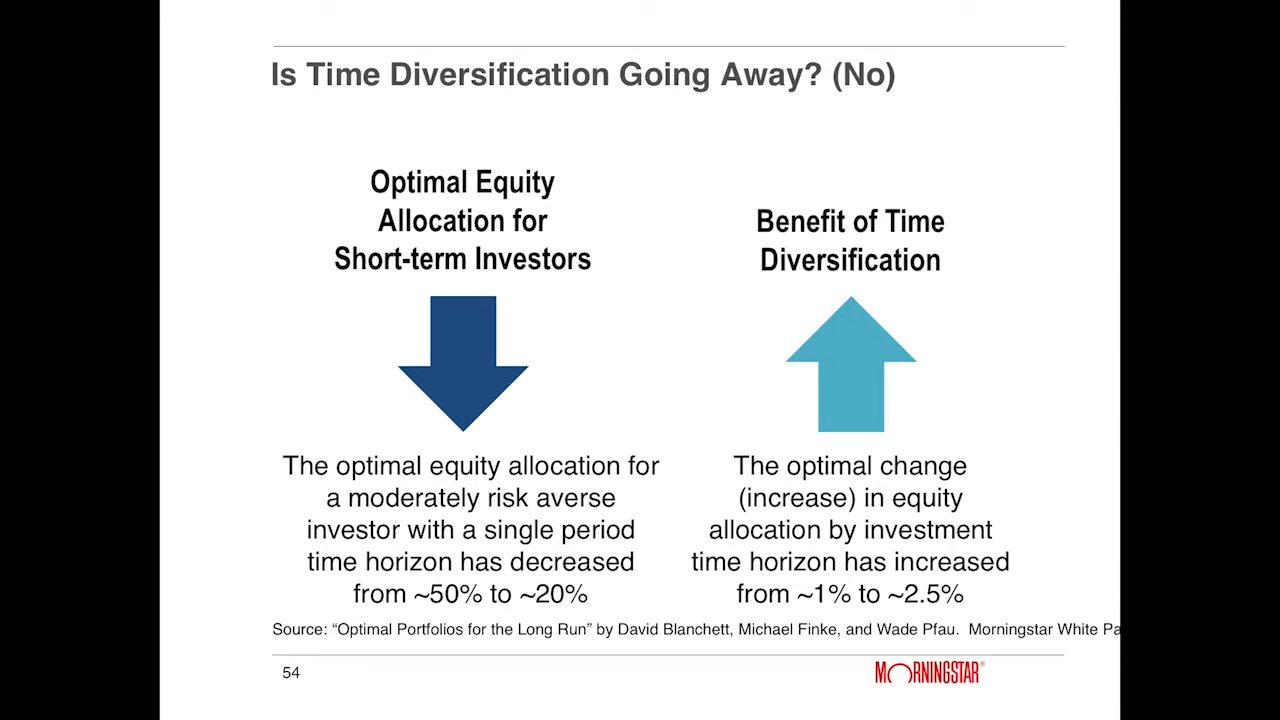 Is Time Diversification Going Away? (No)
Optimal Equity
Allocation for
Short-term Investors
Benefit of Time
Diversification
The optimal equity allocation for
a moderately risk averse
investor with a single period
time horizon has decreased
from ~50% to ~20%
The optimal change
(increase) in equity
allocation by investment
time horizon has increased
from ~1% to ~2.5%
Source: “Optimal Portfolios for the Long Run” by David Blanchett, Michael Finke, and Wade Pfau.  Morningstar White Pa
54
MORNINGSTAR®